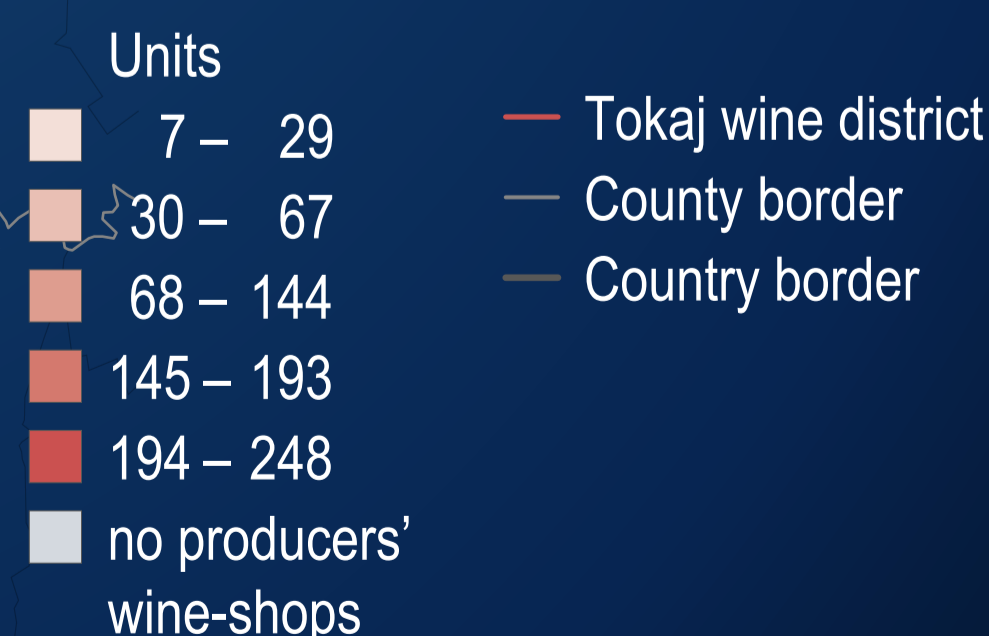 Units
7 – 29
30 – 67
68 – 144
145 – 193
194 – 248
no producers’
wine-shops
Tokaj wine district
County border
Country border